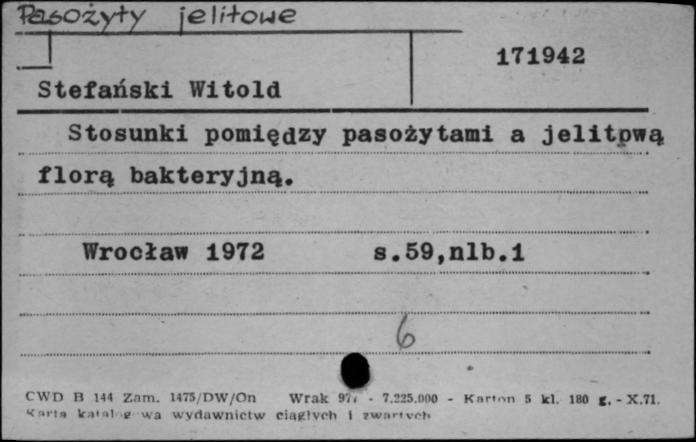 Pasożyty jelitowe
171942
Stefański Witold
Stosunki pomiędzy pasożytami a jelitową
florą bakteryjną.
Wrocław 1972 s.59,nlb.1
6
CWD B 144 Zam. 1475/DW/On Wrak - 7.225.000 - Karton 5 kl. 180 g. - X.71.
Karta katalogowa wydawnictw ciągłych i zwartych